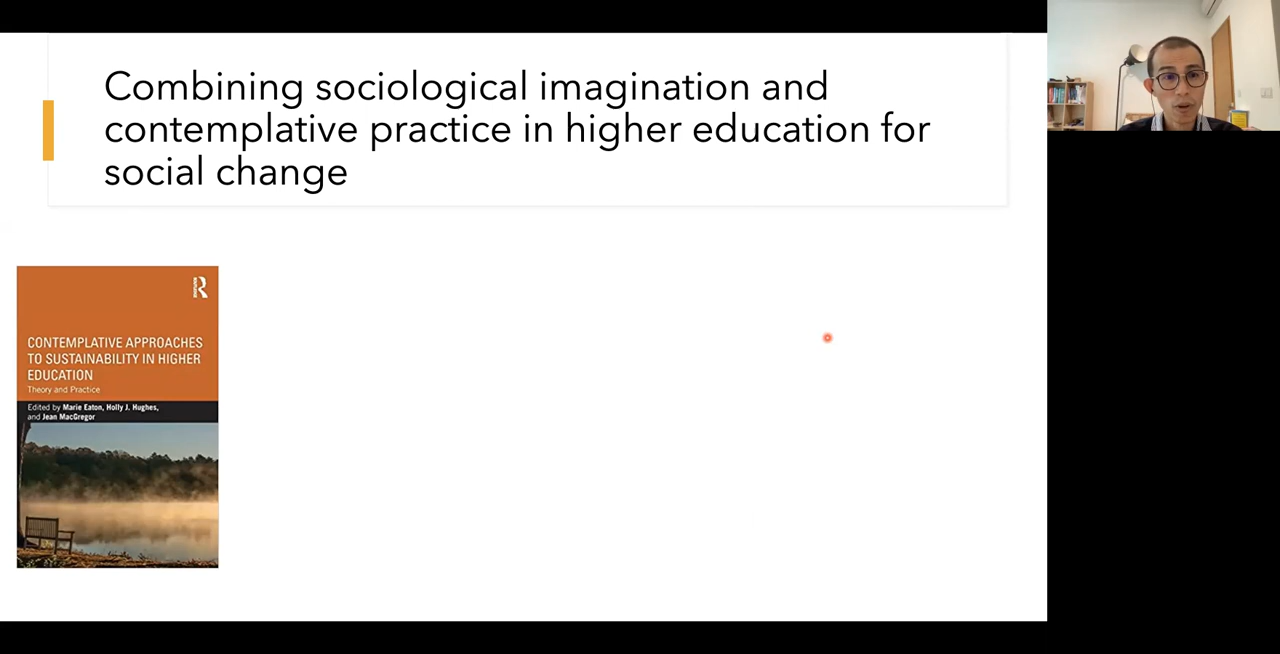 Combining sociological imagination and
contemplative practice in higher education for
social change
R
CONTEMPLATIVE APPROACHES
TO SUSTAINABILITY IN HIGHER
EDUCATION
Theory and Practice
Edited by Marie Eaton, Holly J. Hughes,
and Jean MacGregor